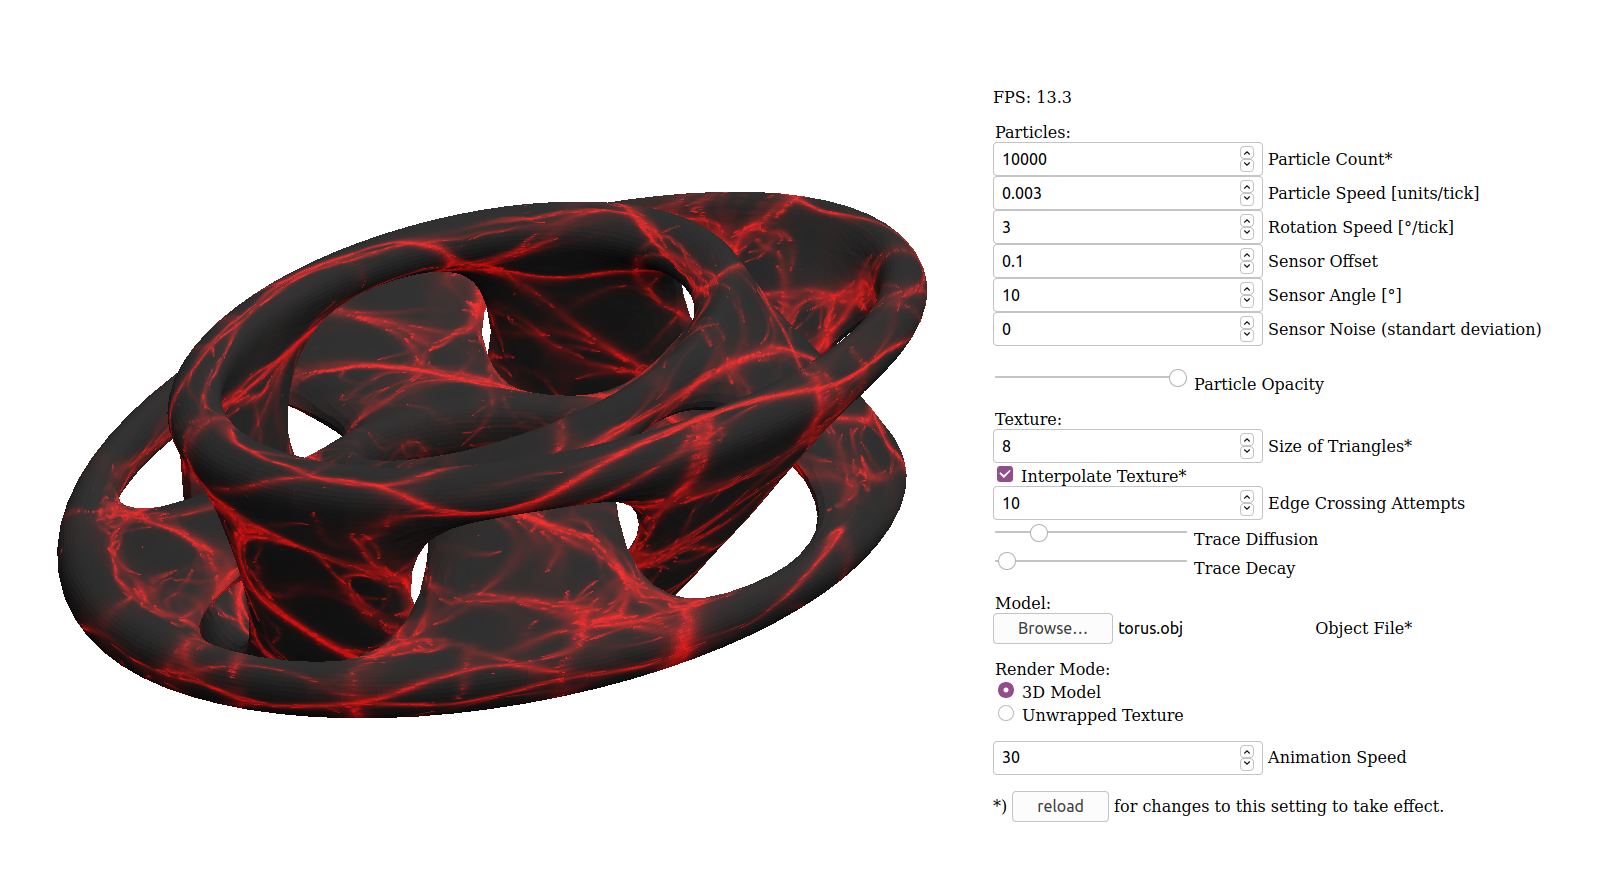 FPS: 13.3
Particles:
10000 Particle Count*
0.003 Particle Speed [units/tick]
3 Rotation Speed [°/tick]
0.1 Sensor Offset
10 Sensor Angle [°]
0 Sensor Noise (standart deviation)
Particle Opacity
Texture:
8 Size of Triangles*
Interpolate Texture*
10 Edge Crossing Attempts
Trace Diffusion
Trace Decay
Model:
Browse... torus.obj Object File*
Render Mode:
3D Model
Unwrapped Texture
30 Animation Speed
*) reload for changes to this setting to take effect.